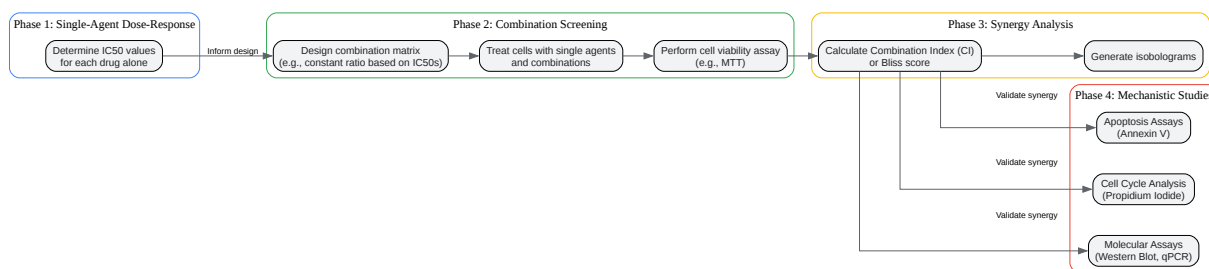 Phase 1: Single-Agent Dose-Response
Determine IC50 values
for each drug alone
Inform design
Phase 2: Combination Screening
Design combination matrix
(e.g., constant ratio based on IC50s)
Treat cells with single agents
and combinations
Perform cell viability assay
(e.g., MTT)
Phase 3: Synergy Analysis
Calculate Combination Index (CI)
or Bliss score
Generate isobolograms
Validate synergy
Phase 4: Mechanistic Studies
Apoptosis Assays
(Annexin V)
Validate synergy
Cell Cycle Analysis
(Propidium Iodide)
Validate synergy
Molecular Assays
(Western Blot, qPCR)